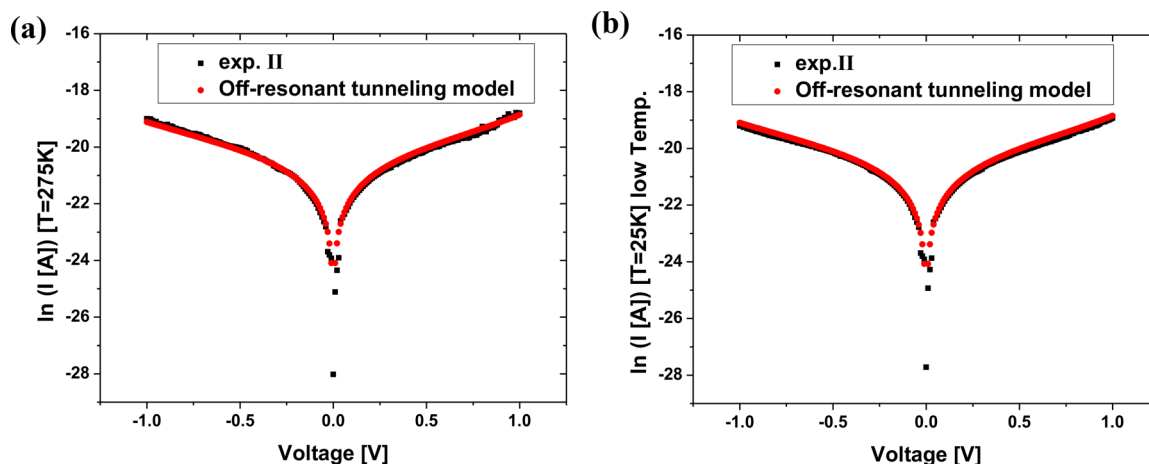 (a)
exp. II
Off-resonant tunneling model
ln (I [A]) [T=275K]
-16
-18
-20
-22
-24
-26
-28
-1.0 -0.5 0.0 0.5 1.0
Voltage [V]
(b)
exp.II
Off-resonant tunneling model
ln (I [A]) [T=25K] low Temp.
-16
-18
-20
-22
-24
-26
-28
-1.0 -0.5 0.0 0.5 1.0
Voltage [V]